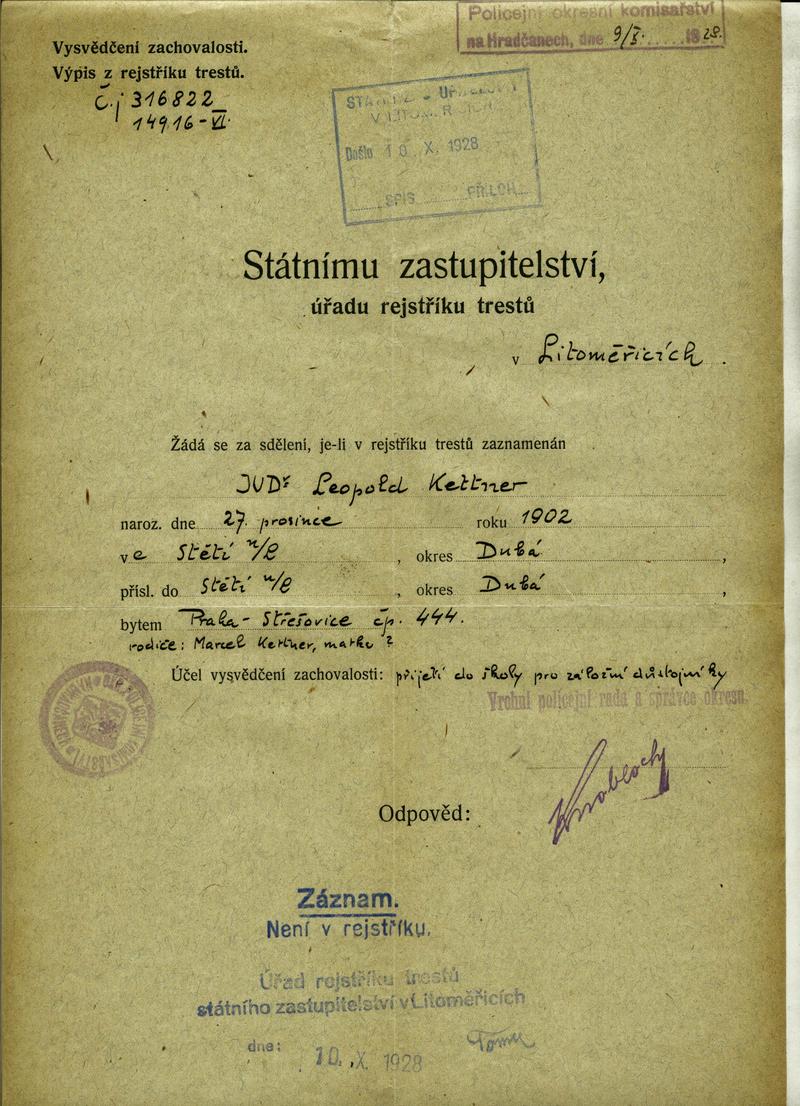 Policejní okresní komisařství
na Hradčanech, dne 9/X. 1928.
Vysvědčení zachovalosti.
Výpis z rejstříku trestů.
Č.j 316822
14916-VI.
Došlo 10 X. 1928
SPIS PŘÍLOH
Státnímu zastupitelství,
úřadu rejstříku trestů
v Litoměřicích.
Žádá se za sdělení, je-li v rejstříku trestů zaznamenán
JUDr Leopold Kettner
naroz. dne 27. prosince roku 1902
ve Štětí n/L, okres Dubá,
přísl. do Štětí n/L, okres Dubá,
bytem Praha - Střešovice čp. 444.
rodiče: Marcel Kettner, matka ?
Účel vysvědčení zachovalosti: přijetí do školy pro záložní důstojníky
Vrchní policejní rada a správce okresu.
Odpověd:
Záznam.
Není v rejstříku.
Úřad rejstříku trestů
státního zastupitelství v Litoměřicích
dne: 10. X. 1928